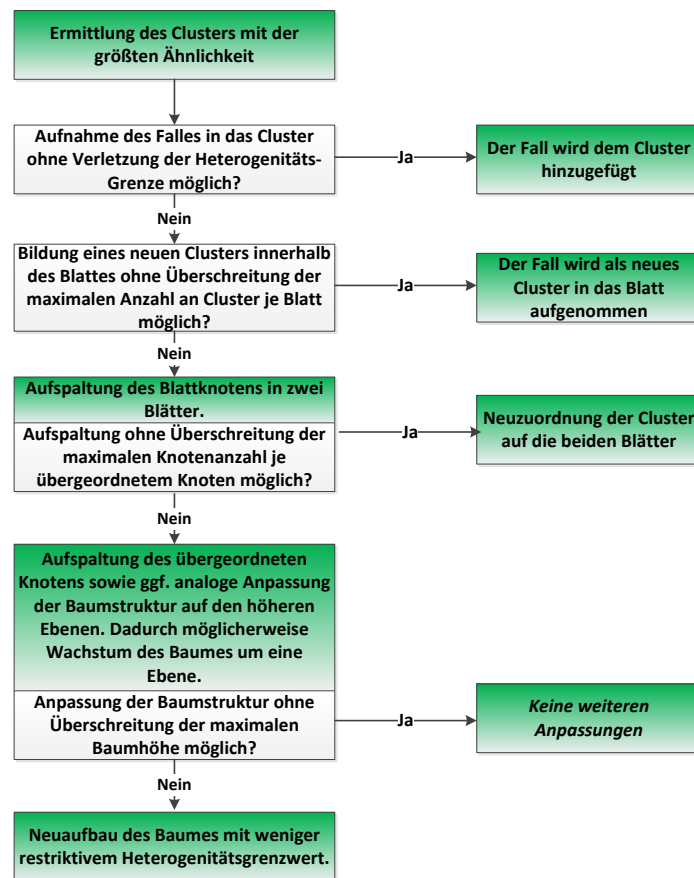 Ermittlung des Clusters mit der
größten Ähnlichkeit
Aufnahme des Falles in das Cluster
ohne Verletzung der Heterogenitäts-
Grenze möglich?
Ja
Der Fall wird dem Cluster
hinzugefügt
Nein
Bildung eines neuen Clusters innerhalb
des Blattes ohne Überschreitung der
maximalen Anzahl an Cluster je Blatt
möglich?
Ja
Der Fall wird als neues
Cluster in das Blatt
aufgenommen
Nein
Aufspaltung des Blattknotens in zwei
Blätter.
Aufspaltung ohne Überschreitung der
maximalen Knotenanzahl je
übergeordnetem Knoten möglich?
Ja
Neuzuordnung der Cluster
auf die beiden Blätter
Nein
Aufspaltung des übergeordneten
Knotens sowie ggf. analoge Anpassung
der Baumstruktur auf den höheren
Ebenen. Dadurch möglicherweise
Wachstum des Baumes um eine
Ebene.
Anpassung der Baumstruktur ohne
Überschreitung der maximalen
Baumhöhe möglich?
Ja
Keine weiteren
Anpassungen
Nein
Neuaufbau des Baumes mit weniger
restriktivem Heterogenitätsgrenzwert.